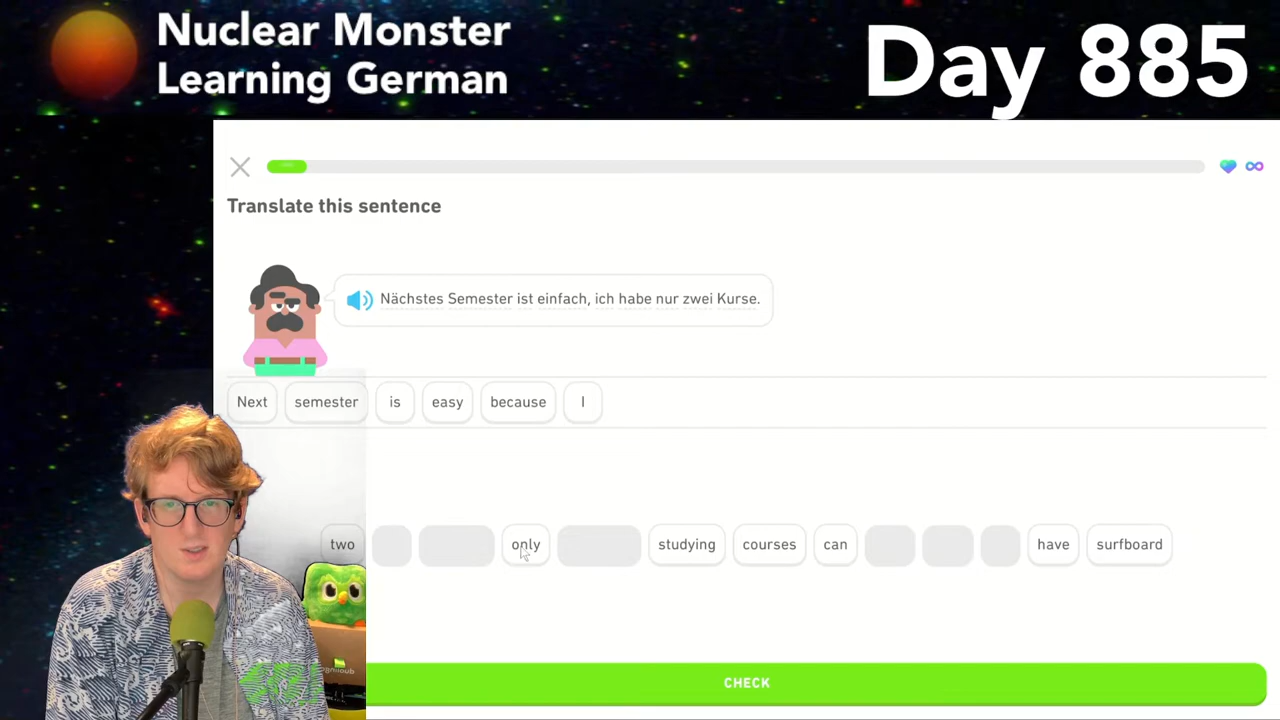 Nuclear Monster
Learning German
Day 885
Translate this sentence
Nächstes Semester ist einfach, ich habe nur zwei Kurse.
Next semester is easy because I
two only studying courses can have surfboard
CHECK